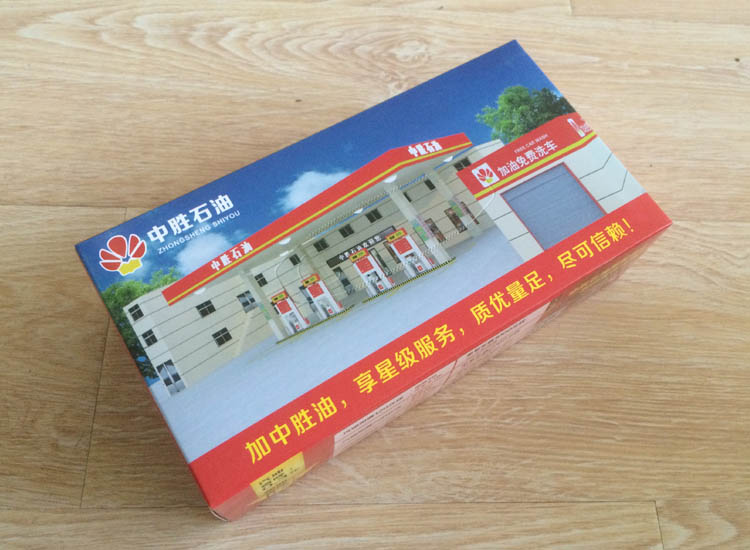 中胜石油
ZHONGSHENG SHIYOU
中胜石油
中胜石油
FREE CAR WASH
加油免费洗车
加中胜油，享星级服务，质优量足，尽可信赖！